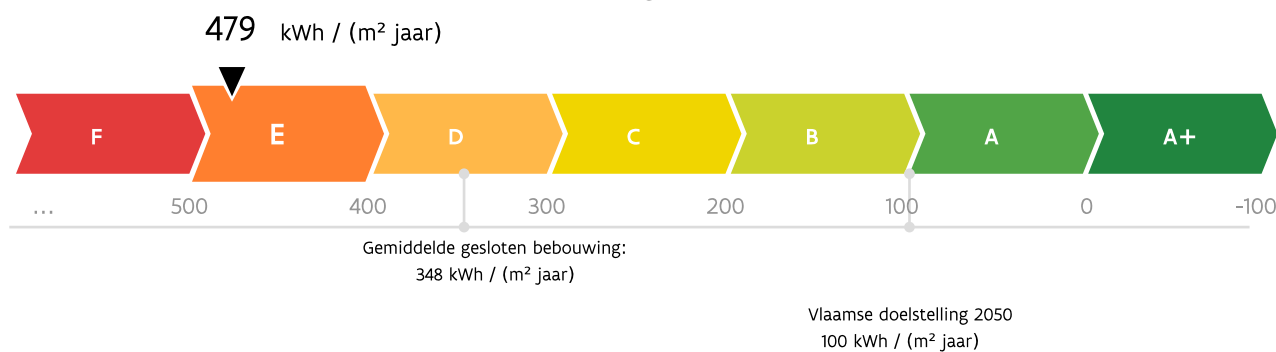 479 kWh / (m² jaar)
F E D C B A A+
... 500 400 300 200 100 0 -100
Gemiddelde gesloten bebouwing:
348 kWh / (m² jaar)
Vlaamse doelstelling 2050
100 kWh / (m² jaar)